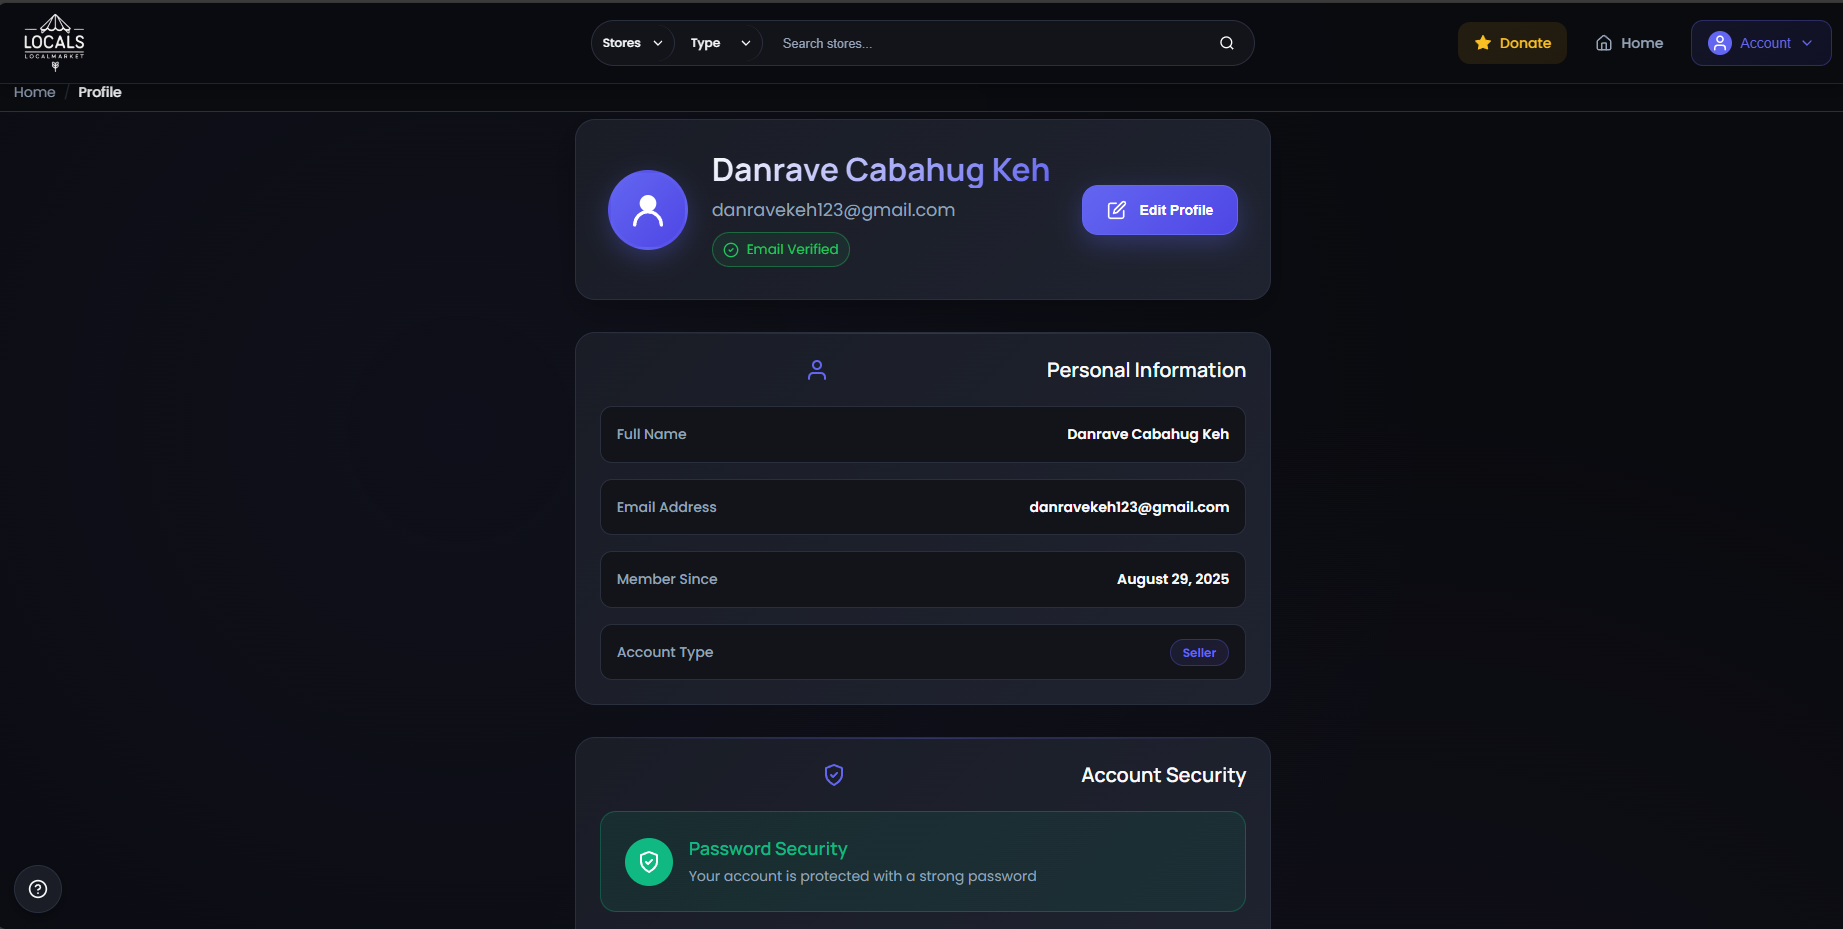 LOCALS
LOCALMARKET
Stores
Type
Search stores...
Donate
Home
Account
Home / Profile
Danrave Cabahug Keh
danravekeh123@gmail.com
Email Verified
Edit Profile
Personal Information
Full Name
Danrave Cabahug Keh
Email Address
danravekeh123@gmail.com
Member Since
August 29, 2025
Account Type
Seller
Account Security
Password Security
Your account is protected with a strong password